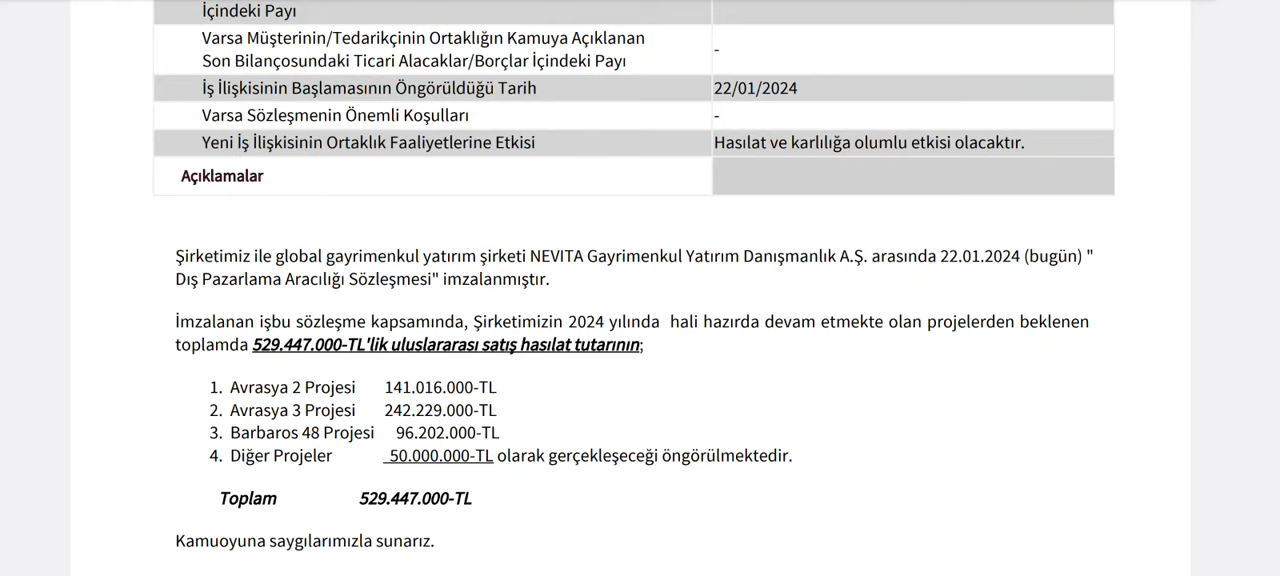 İçindeki Payı
Varsa Müşterinin/Tedarikçinin Ortaklığın Kamuya Açıklanan
Son Bilançosundaki Ticari Alacaklar/Borçlar İçindeki Payı
-
İş İlişkisinin Başlamasının Öngörüldüğü Tarih 22/01/2024
Varsa Sözleşmenin Önemli Koşulları -
Yeni İş İlişkisinin Ortaklık Faaliyetlerine Etkisi Hasılat ve karlılığa olumlu etkisi olacaktır.
Açıklamalar
Şirketimiz ile global gayrimenkul yatırım şirketi NEVITA Gayrimenkul Yatırım Danışmanlık A.Ş. arasında 22.01.2024 (bugün) "
Dış Pazarlama Aracılığı Sözleşmesi" imzalanmıştır.
İmzalanan işbu sözleşme kapsamında, Şirketimizin 2024 yılında hali hazırda devam etmekte olan projelerden beklenen
toplamda 529.447.000-TL'lik uluslararası satış hasılat tutarının;
1. Avrasya 2 Projesi 141.016.000-TL
2. Avrasya 3 Projesi 242.229.000-TL
3. Barbaros 48 Projesi 96.202.000-TL
4. Diğer Projeler 50.000.000-TL olarak gerçekleşeceği öngörülmektedir.
Toplam 529.447.000-TL
Kamuoyuna saygılarımızla sunarız.